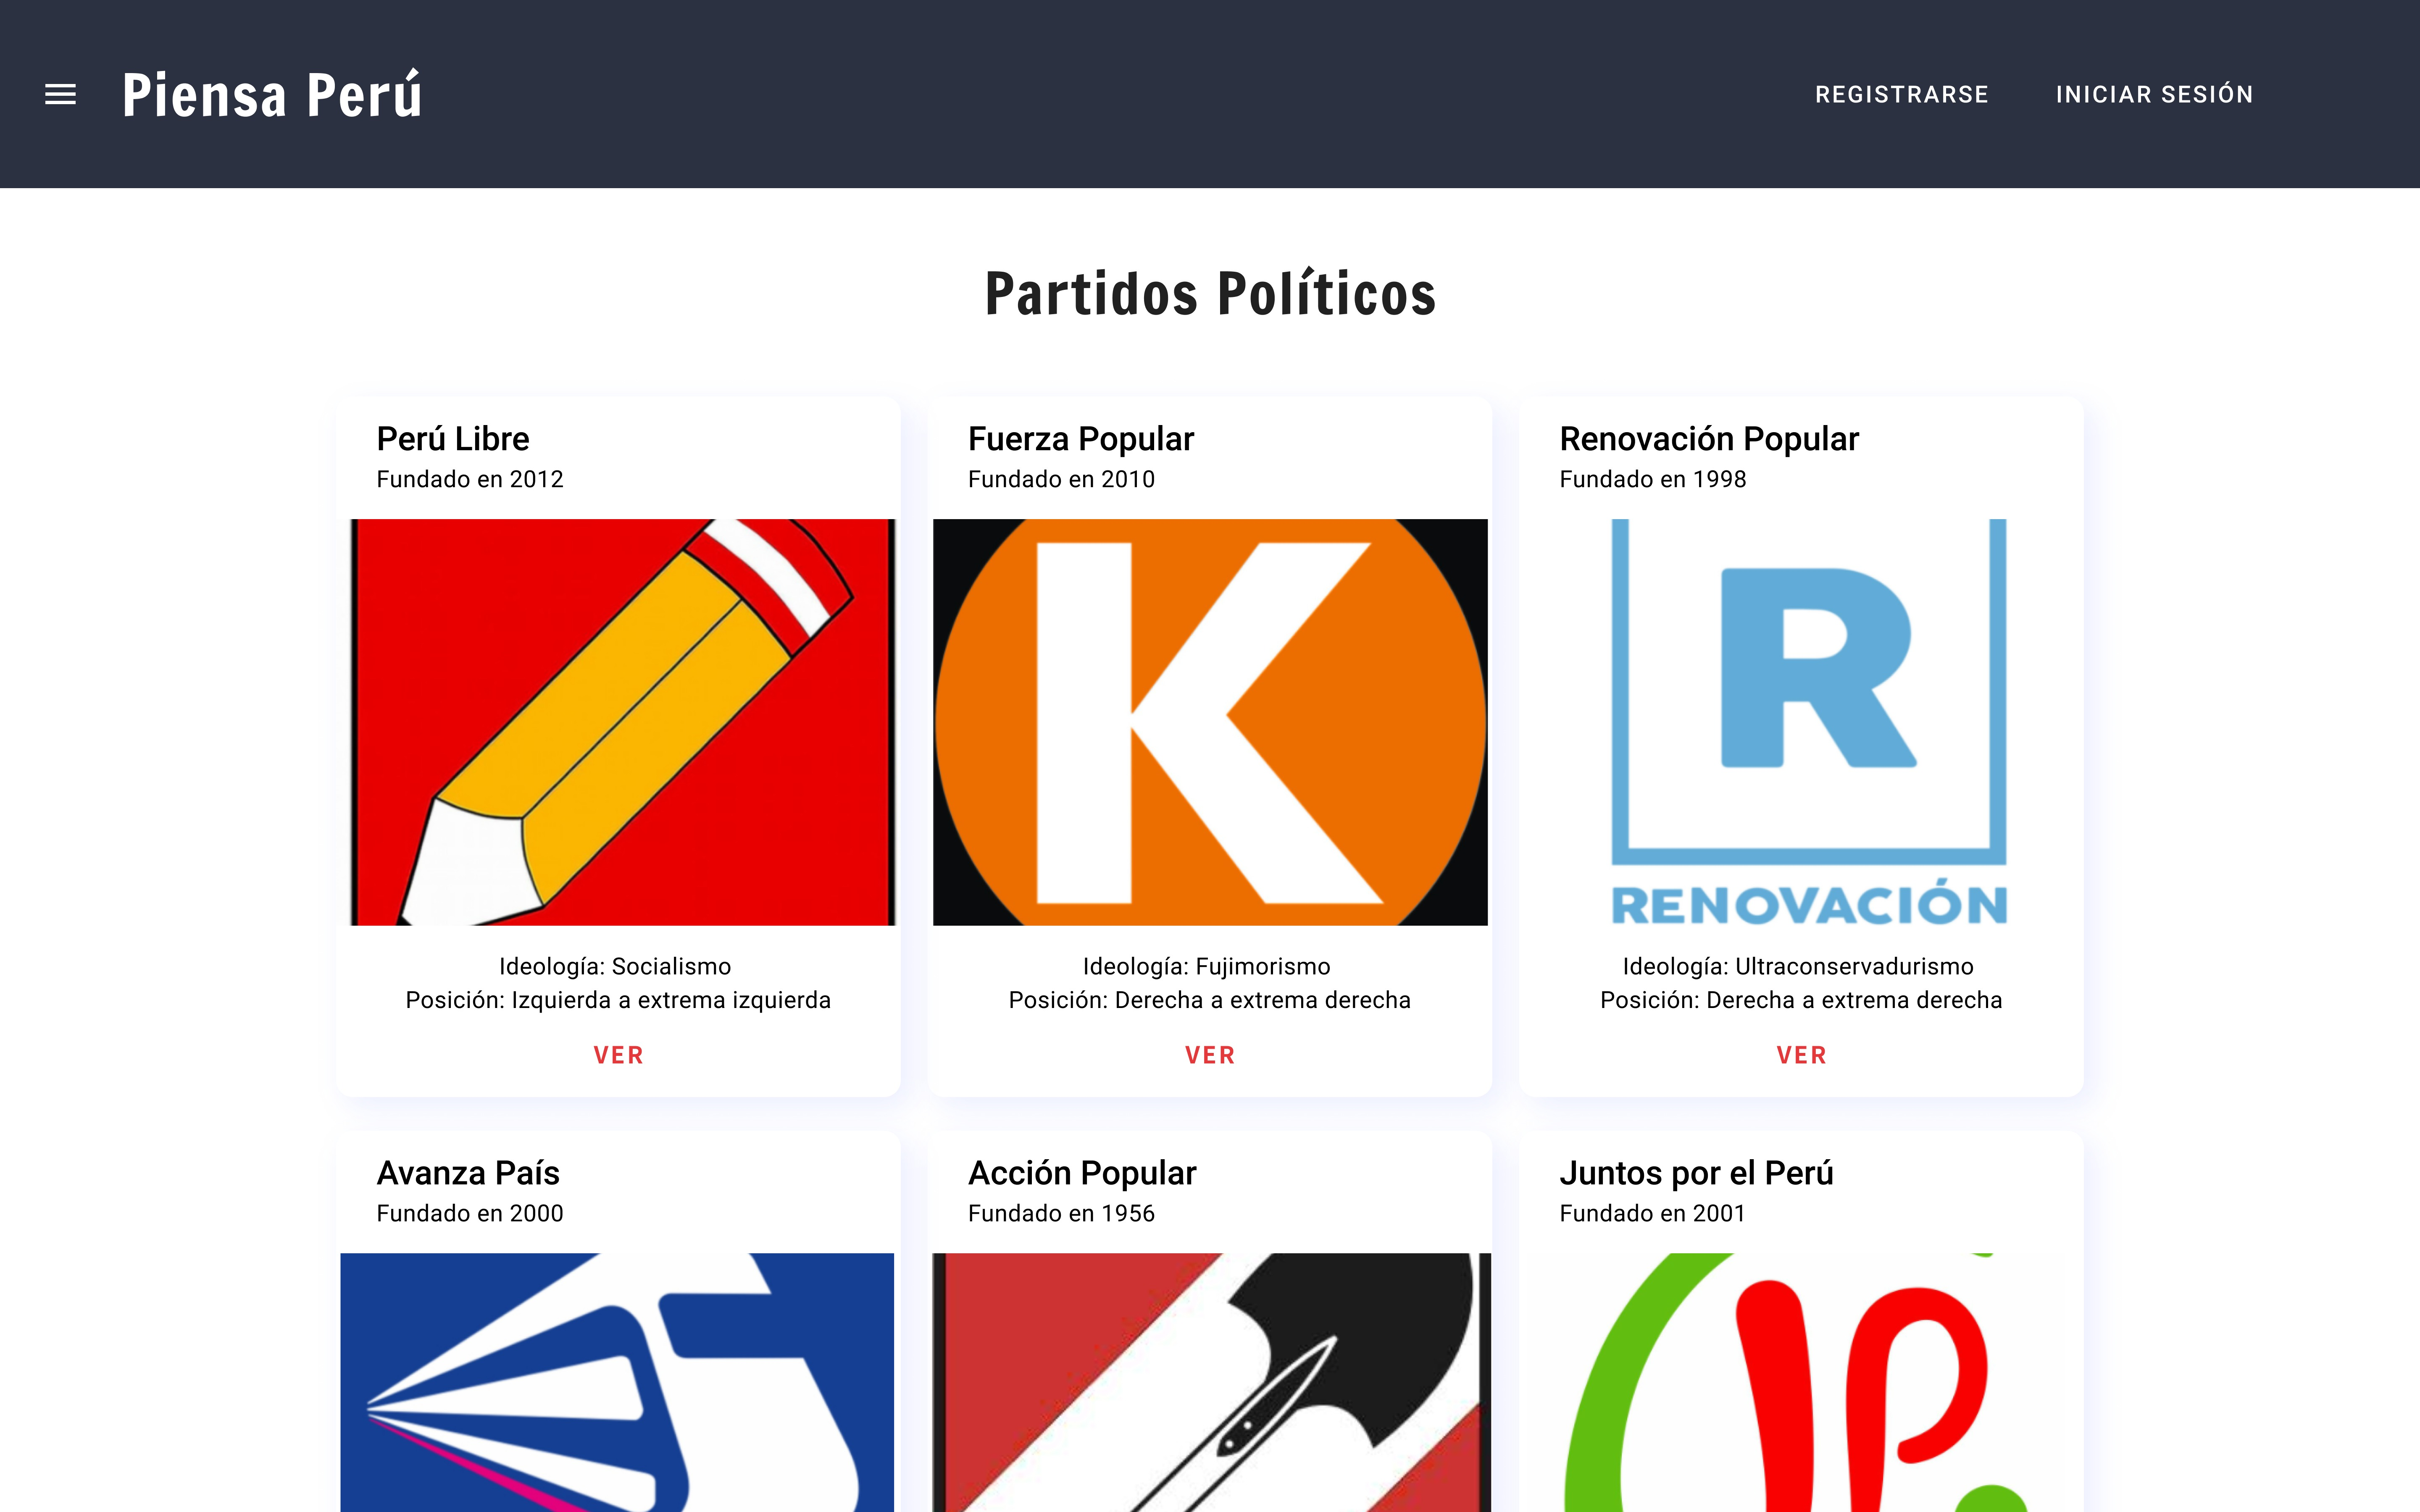 Piensa Perú
REGISTRARSE
INICIAR SESIÓN
Partidos Políticos
Perú Libre
Fundado en 2012
Ideología: Socialismo
Posición: Izquierda a extrema izquierda
VER
Fuerza Popular
Fundado en 2010
K
Ideología: Fujimorismo
Posición: Derecha a extrema derecha
VER
Renovación Popular
Fundado en 1998
R
RENOVACIÓN
Ideología: Ultraconservadurismo
Posición: Derecha a extrema derecha
VER
Avanza País
Fundado en 2000
Acción Popular
Fundado en 1956
Juntos por el Perú
Fundado en 2001
JP